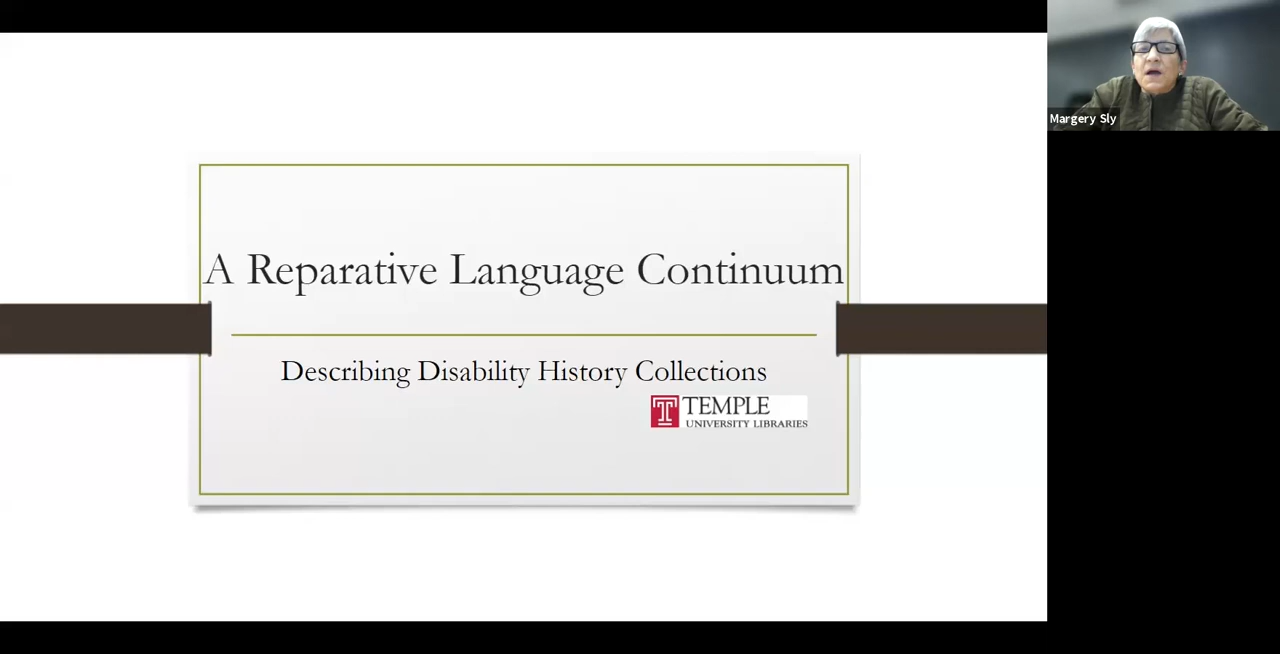 A Reparative Language Continuum
Describing Disability History Collections
TEMPLE
UNIVERSITY LIBRARIES
Margery Sly